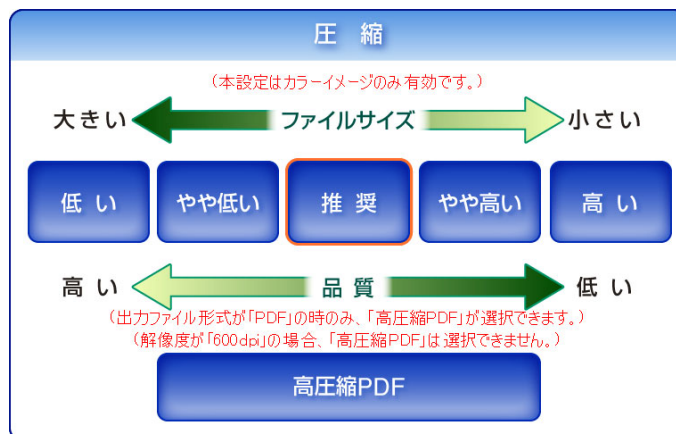 圧 縮
（本設定はカラーイメージのみ有効です。）
大きい ファイルサイズ 小さい
低 い やや低い 推 奨 やや高い 高 い
高 い 品 質 低 い
（出力ファイル形式が「PDF」の時のみ、「高圧縮PDF」が選択できます。）
（解像度が「600dpi」の場合、「高圧縮PDF」は選択できません。）
高圧縮PDF